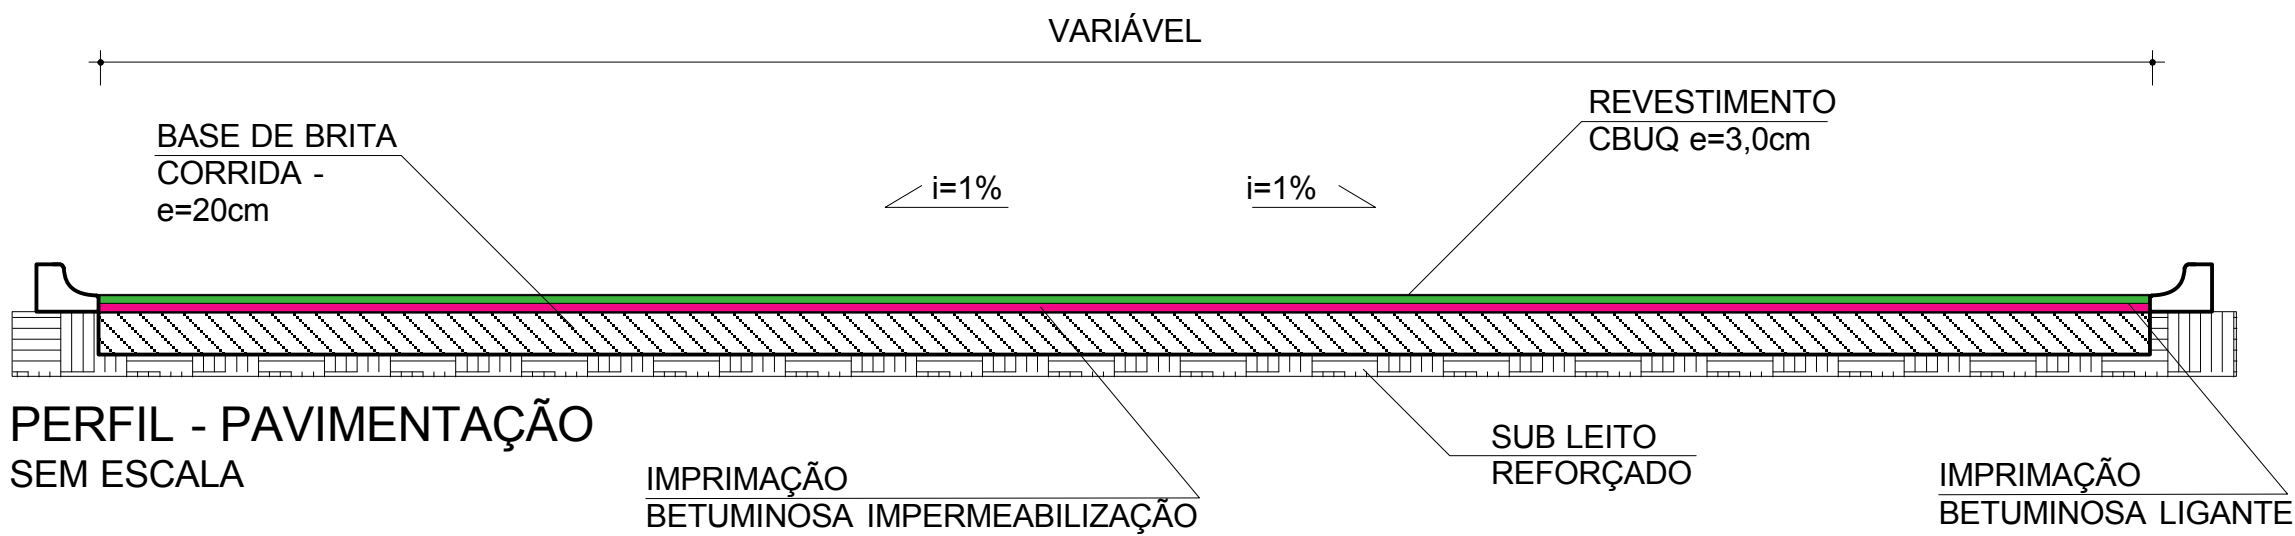 VARIÁVEL
BASE DE BRITA
CORRIDA -
e=20cm
i=1%
i=1%
REVESTIMENTO
CBUQ e=3,0cm
PERFIL - PAVIMENTAÇÃO
SEM ESCALA
IMPRIMAÇÃO
BETUMINOSA IMPERMEABILIZAÇÃO
SUB LEITO
REFORÇADO
IMPRIMAÇÃO
BETUMINOSA LIGANTE